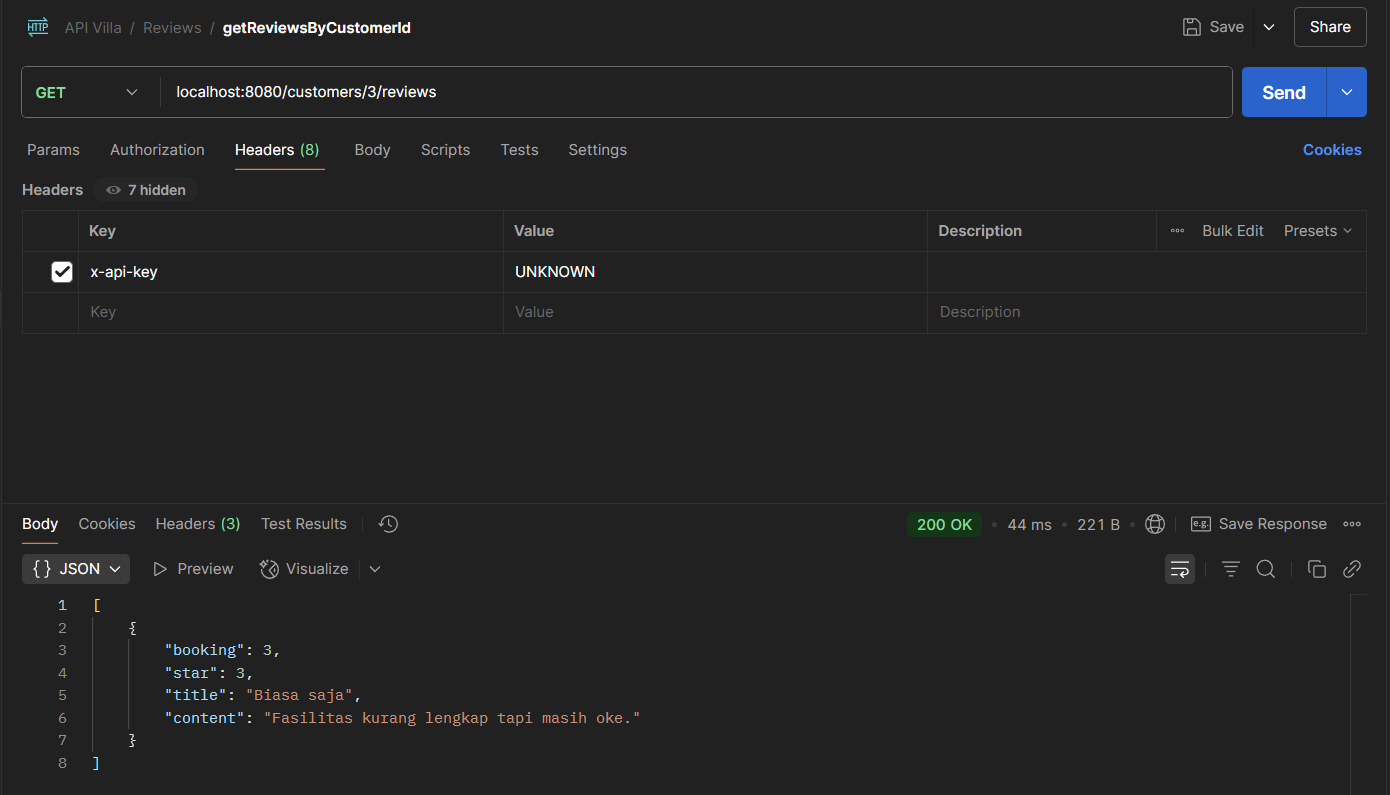 HTTP API Villa / Reviews / getReviewsByCustomerId Save Share
GET localhost:8080/customers/3/reviews Send
Params Authorization Headers (8) Body Scripts Tests Settings Cookies
Headers 7 hidden
Key Value Description Bulk Edit Presets
x-api-key UNKNOWN
Key Value Description
Body Cookies Headers (3) Test Results 200 OK • 44 ms • 221 B • e.g. Save Response
{} JSON Preview Visualize
1 [
2 {
3 "booking": 3,
4 "star": 3,
5 "title": "Biasa saja",
6 "content": "Fasilitas kurang lengkap tapi masih oke."
7 }
8 ]